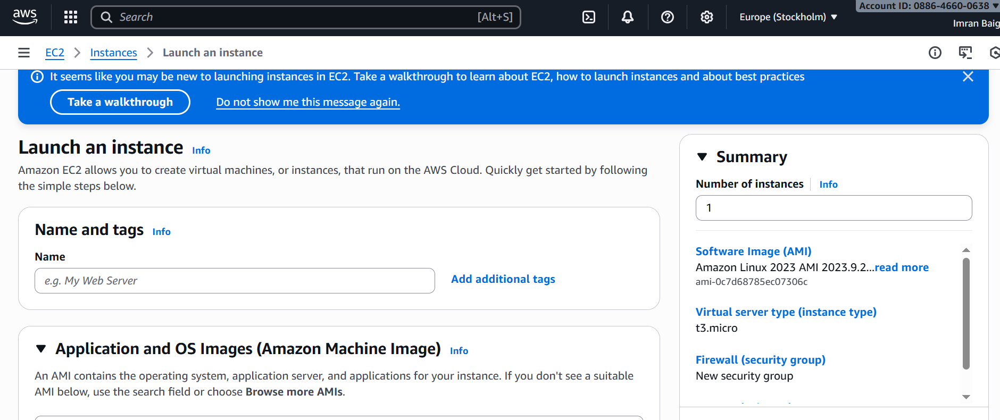 aws
Search
[Alt+S]
Europe (Stockholm)
Account ID: 0886-4660-0638
Imran Baig
EC2
Instances
Launch an instance
It seems like you may be new to launching instances in EC2. Take a walkthrough to learn about EC2, how to launch instances and about best practices
Take a walkthrough
Do not show me this message again.
Launch an instance Info
Amazon EC2 allows you to create virtual machines, or instances, that run on the AWS Cloud. Quickly get started by following
the simple steps below.
Name and tags Info
Name
e.g. My Web Server
Add additional tags
Application and OS Images (Amazon Machine Image) Info
An AMI contains the operating system, application server, and applications for your instance. If you don't see a suitable
AMI below, use the search field or choose Browse more AMIs.
Summary
Number of instances Info
1
Software Image (AMI)
Amazon Linux 2023 AMI 2023.9.2...read more
ami-0c7d68785ec07306c
Virtual server type (instance type)
t3.micro
Firewall (security group)
New security group